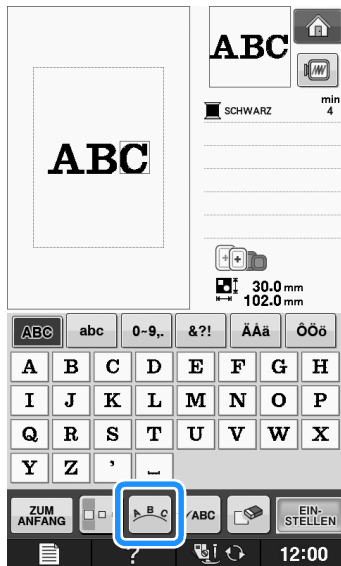 ABC
ABC
SCHWARZ
min
4
30.0 mm
102.0 mm
ABC abc 0~9,. &?! ÄÅä ÔÖö
A B C D E F G H
I J K L M N O P
Q R S T U V W X
Y Z ' ⎵
ZUM ANFANG A B C ABC EIN-STELLEN
? 12:00